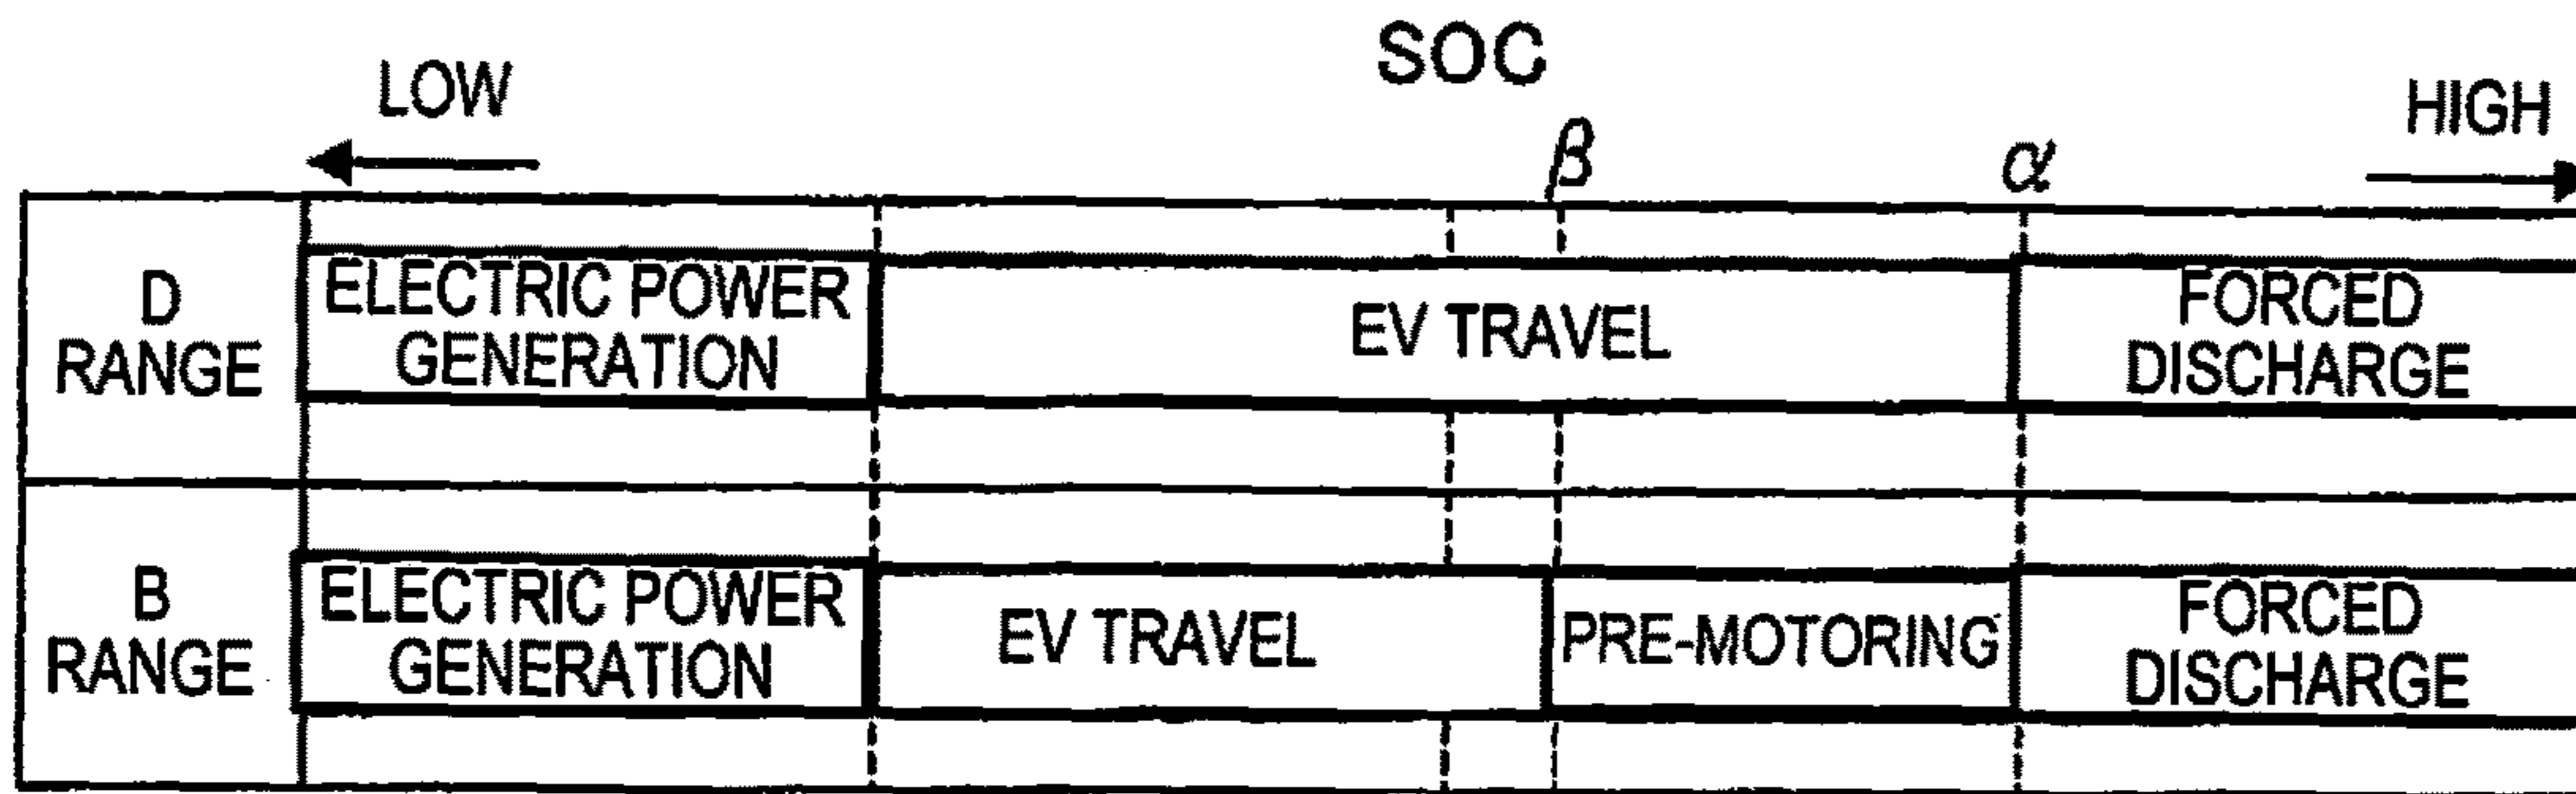 SOC
LOW
HIGH
β
α
D
RANGE
ELECTRIC POWER
GENERATION
EV TRAVEL
FORCED
DISCHARGE
B
RANGE
ELECTRIC POWER
GENERATION
EV TRAVEL
PRE-MOTORING
FORCED
DISCHARGE